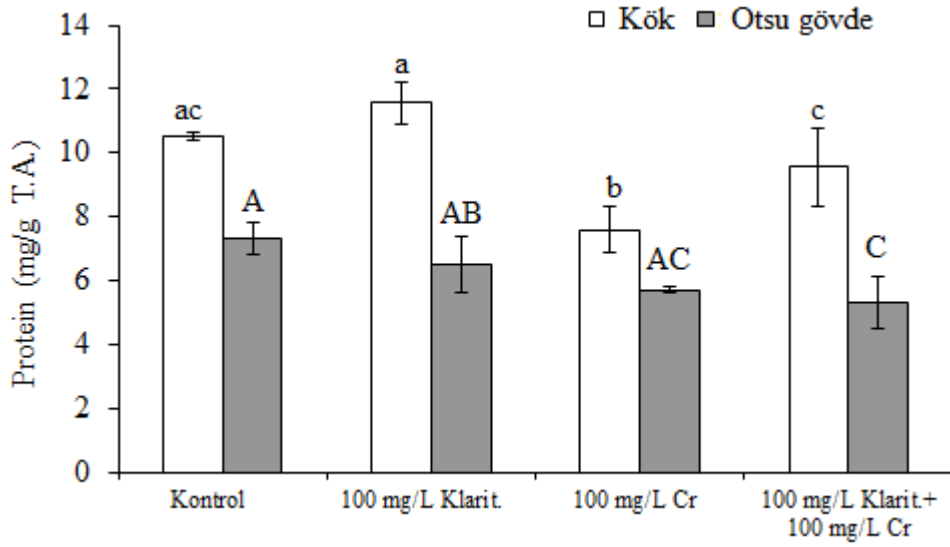 Kök Otsu gövde
Protein (mg/g T.A.)
14
12
10
8
6
4
2
0
ac
A
a
AB
b
AC
c
C
Kontrol
100 mg/L Klarit.
100 mg/L Cr
100 mg/L Klarit.+
100 mg/L Cr